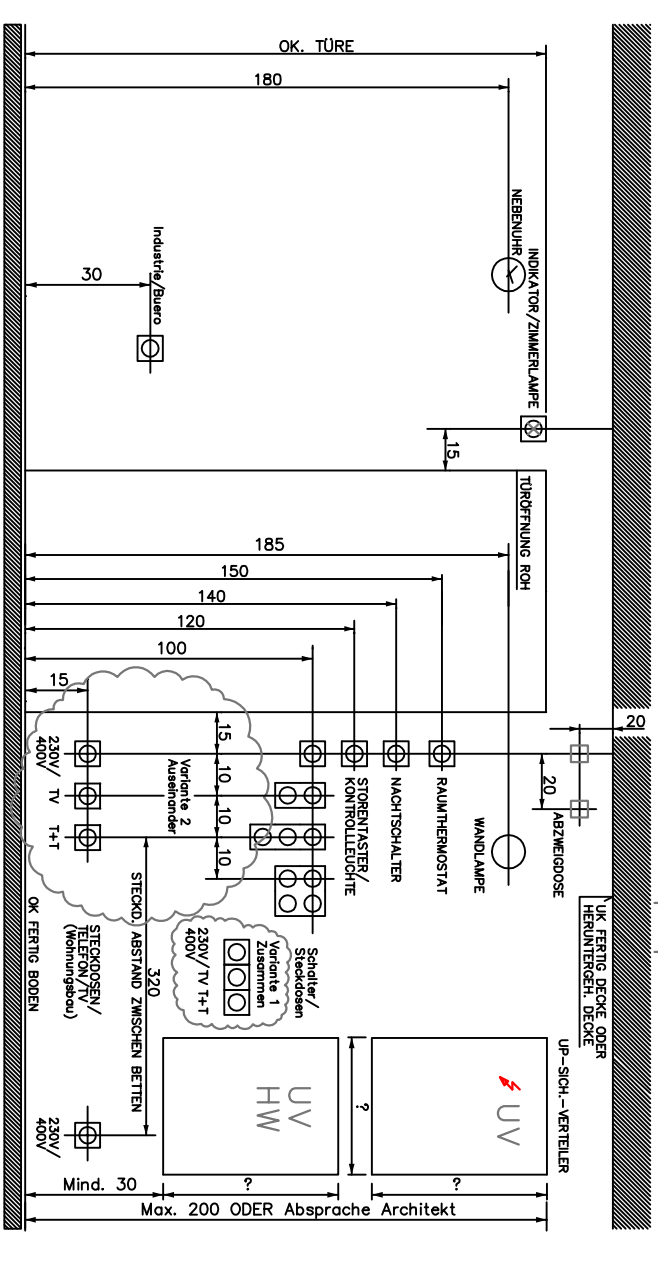 OK. TÜRE
180
NEBENUHR
INDIKATOR/ZIMMERLAMPE
Industrie/Buero
30
15
TÜRÖFFNUNG ROH
185
150
140
120
100
15
20
15
10
10
10
20
ABZWEIGDOSE
WANDLAMPE
RAUMTHERMOSTAT
NACHTSCHALTER
STORENTASTER/
KONTROLLLEUCHTE
Variante 2
Auseinander
230V/
400V/
TV
T+T
UK FERTIG DECKE ODER
HERUNTERGEH. DECKE
Schalter/
Steckdosen
Variante 1
Zusammen
230V/TV T+T
400V
320
STECKD. ABSTAND ZWISCHEN BETTEN
STECKDOSEN/
TELEFON/TV
(Wohnungsbau)
OK FERTIG BODEN
UP-SICH.-VERTEILER
UV
UV
HW
?
?
?
230V/
400V/
Mind. 30
Max. 200 ODER Absprache Architekt